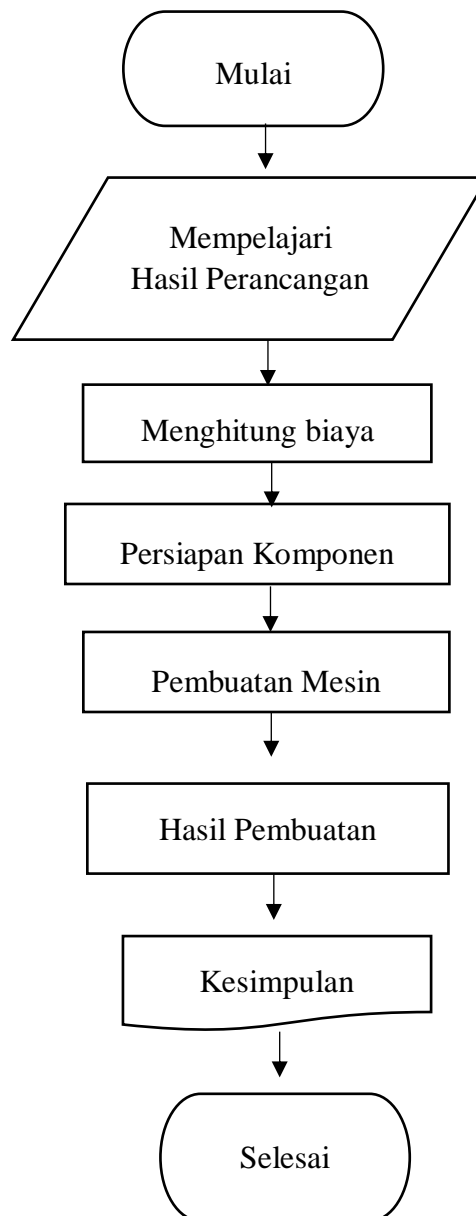 Mulai
Mempelajari
Hasil Perancangan
Menghitung biaya
Persiapan Komponen
Pembuatan Mesin
Hasil Pembuatan
Kesimpulan
Selesai